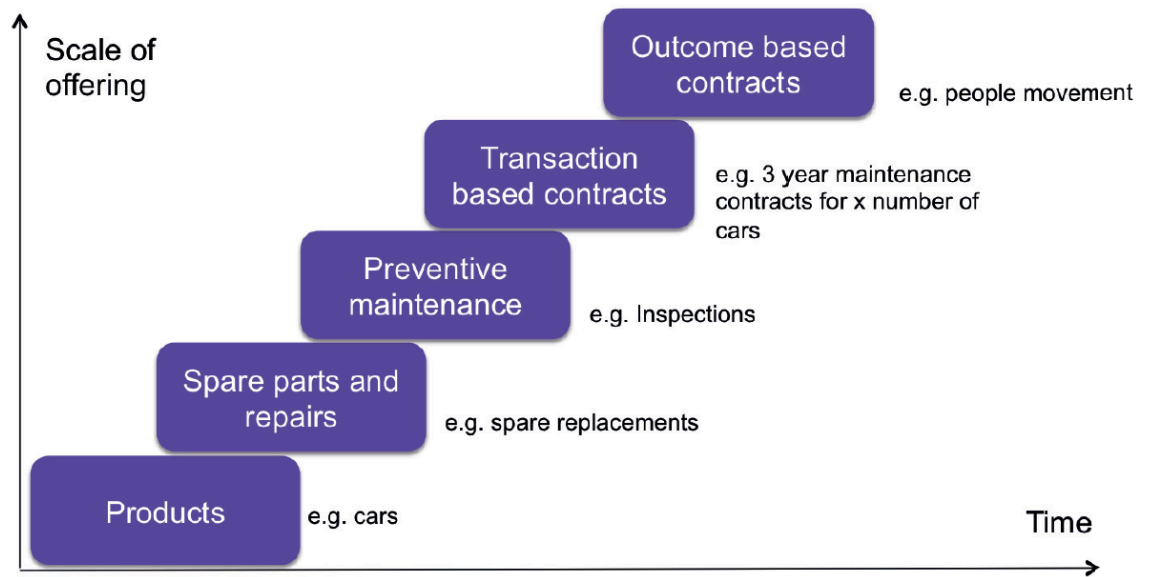 Scale of
offering
Outcome based
contracts
e.g. people movement
Transaction
based contracts
e.g. 3 year maintenance
contracts for x number of
cars
Preventive
maintenance
e.g. Inspections
Spare parts and
repairs
e.g. spare replacements
Products
e.g. cars
Time